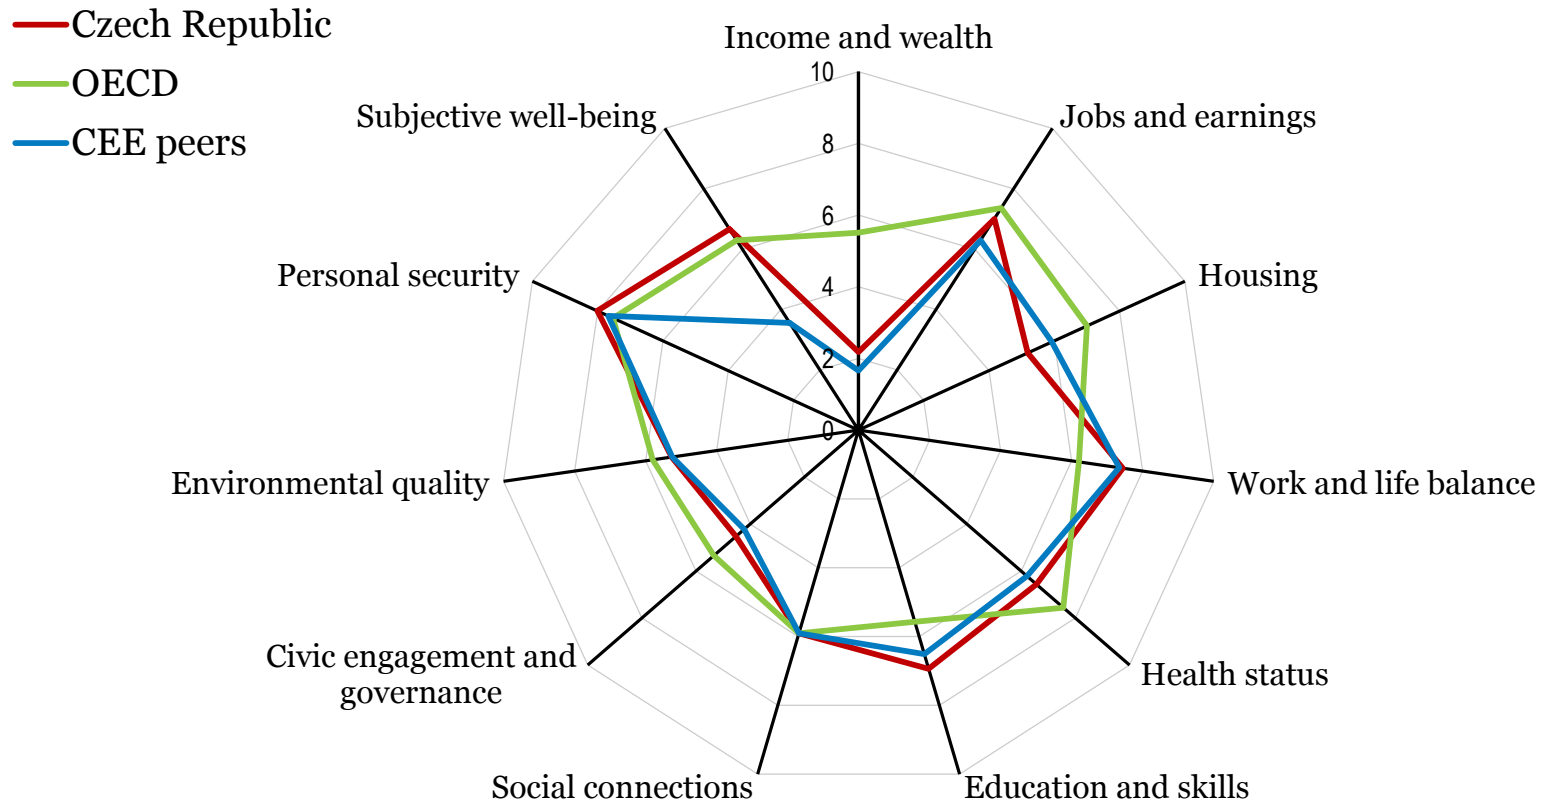 Czech Republic
OECD
CEE peers
Income and wealth
10
8
6
4
2
0
Jobs and earnings
Housing
Work and life balance
Health status
Education and skills
Social connections
Civic engagement and
governance
Environmental quality
Personal security
Subjective well-being